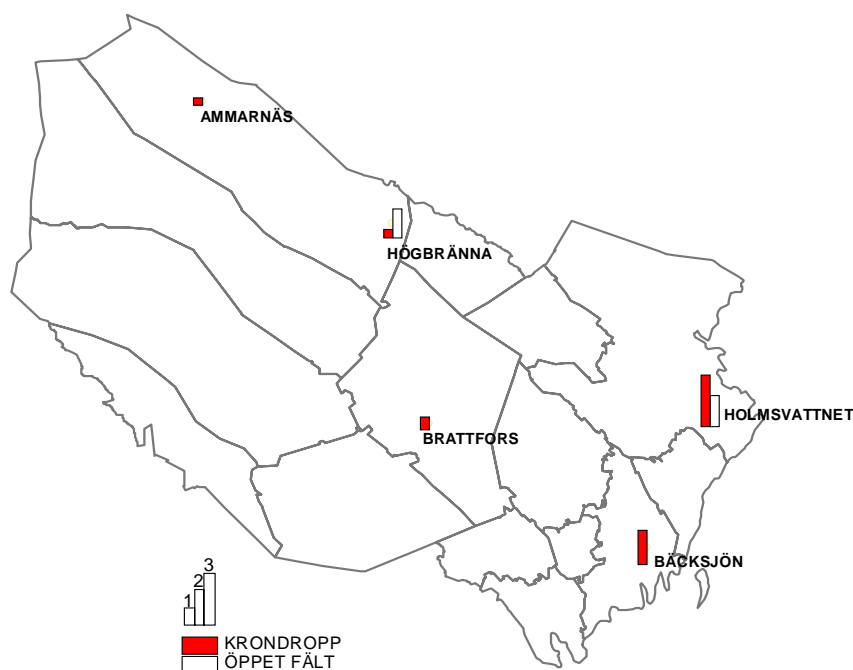 AMMARNÄS
HÖGBRÄNNA
HOLMSVATTNET
BRATTFORS
BÄCKSJÖN
3
2
1
KRONDROPP
ÖPPET FÄLT